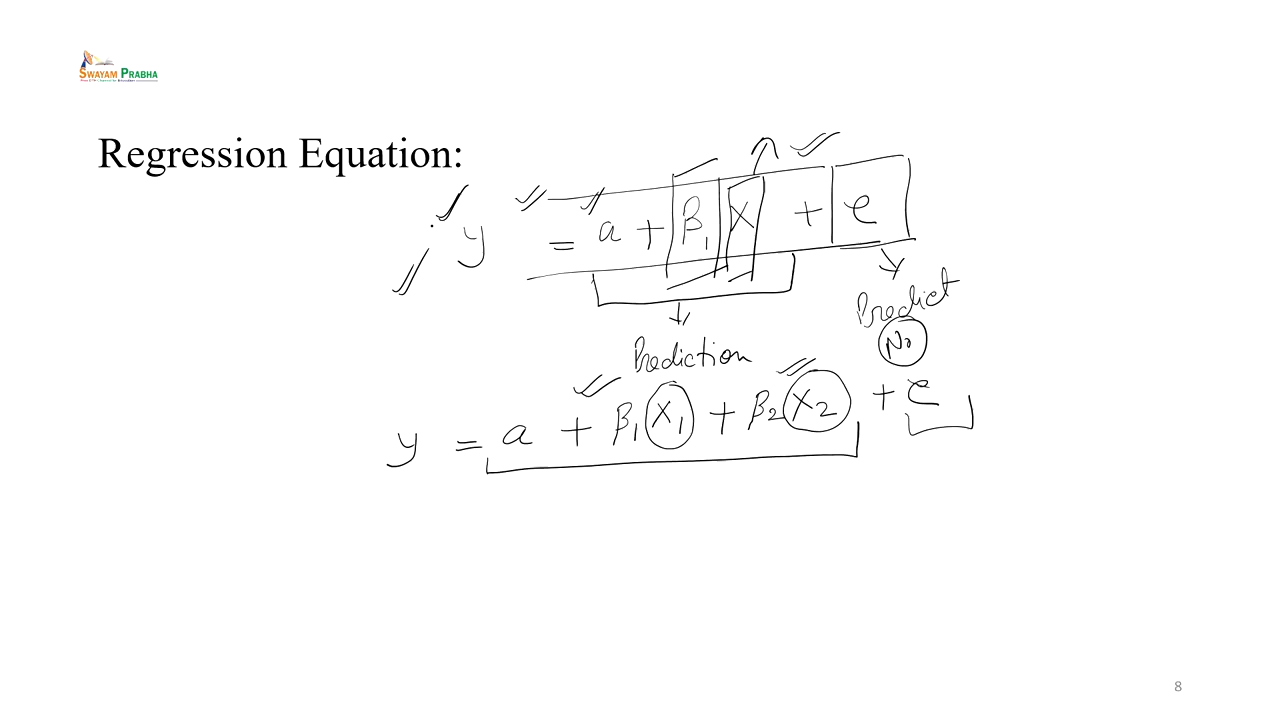 SWAYAM PRABHA
Regression Equation:
y = a + β₁ X + e
Predict
No
Prediction
y = a + β₁ X₁ + β₂ X₂ + e
8